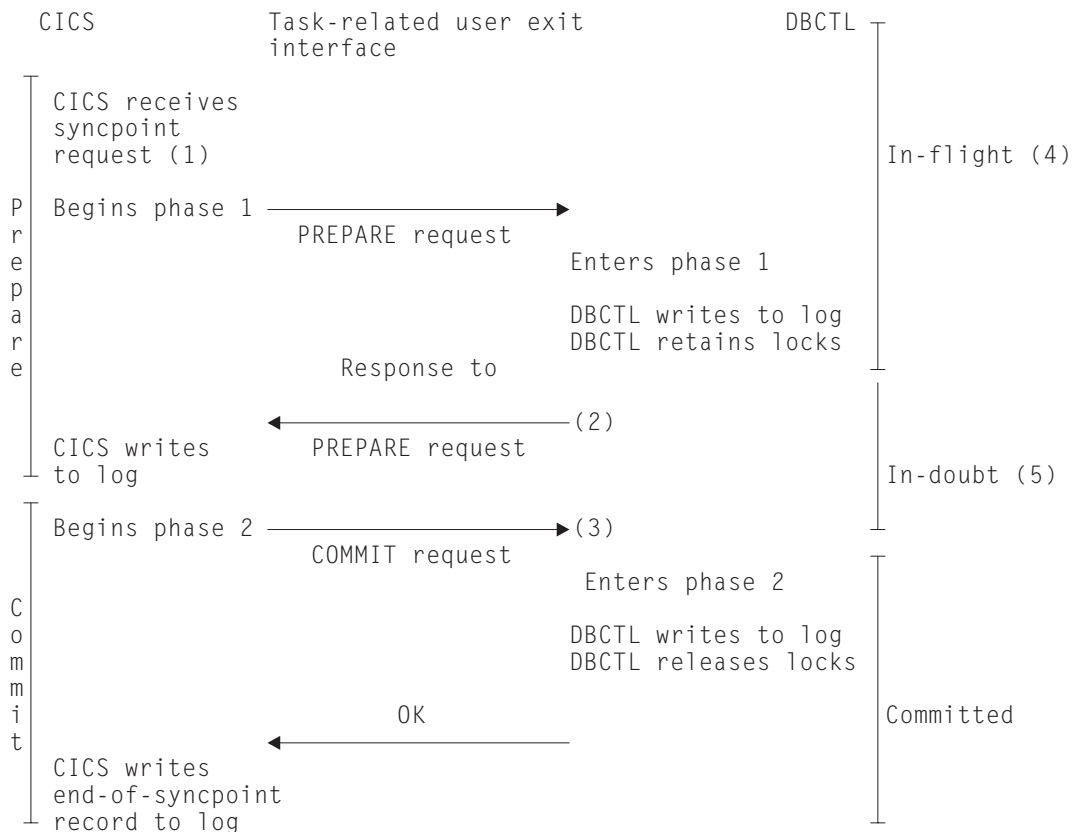 CICS Task-related user exit DBCTL
interface
CICS receives
syncpoint
request (1)
In-flight (4)
Prepare
Begins phase 1
PREPARE request
Enters phase 1
DBCTL writes to log
DBCTL retains locks
Response to
(2)
PREPARE request
CICS writes
to log
In-doubt (5)
Commit
Begins phase 2 (3)
COMMIT request
Enters phase 2
DBCTL writes to log
DBCTL releases locks
OK
Committed
CICS writes
end-of-syncpoint
record to log